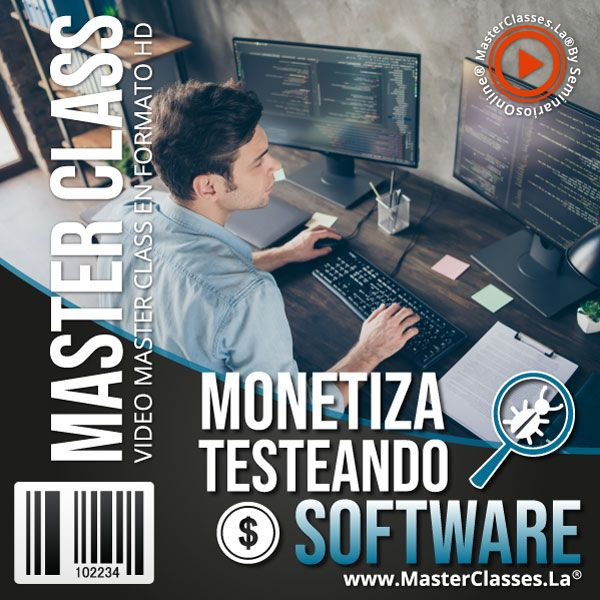 MASTER CLASS
VIDEO MASTER CLASS EN FORMATO HD
MasterClasses.La® By SeminariosOnline®
MONETIZA
TESTEANDO
$ SOFTWARE
102234
www.MasterClasses.La®